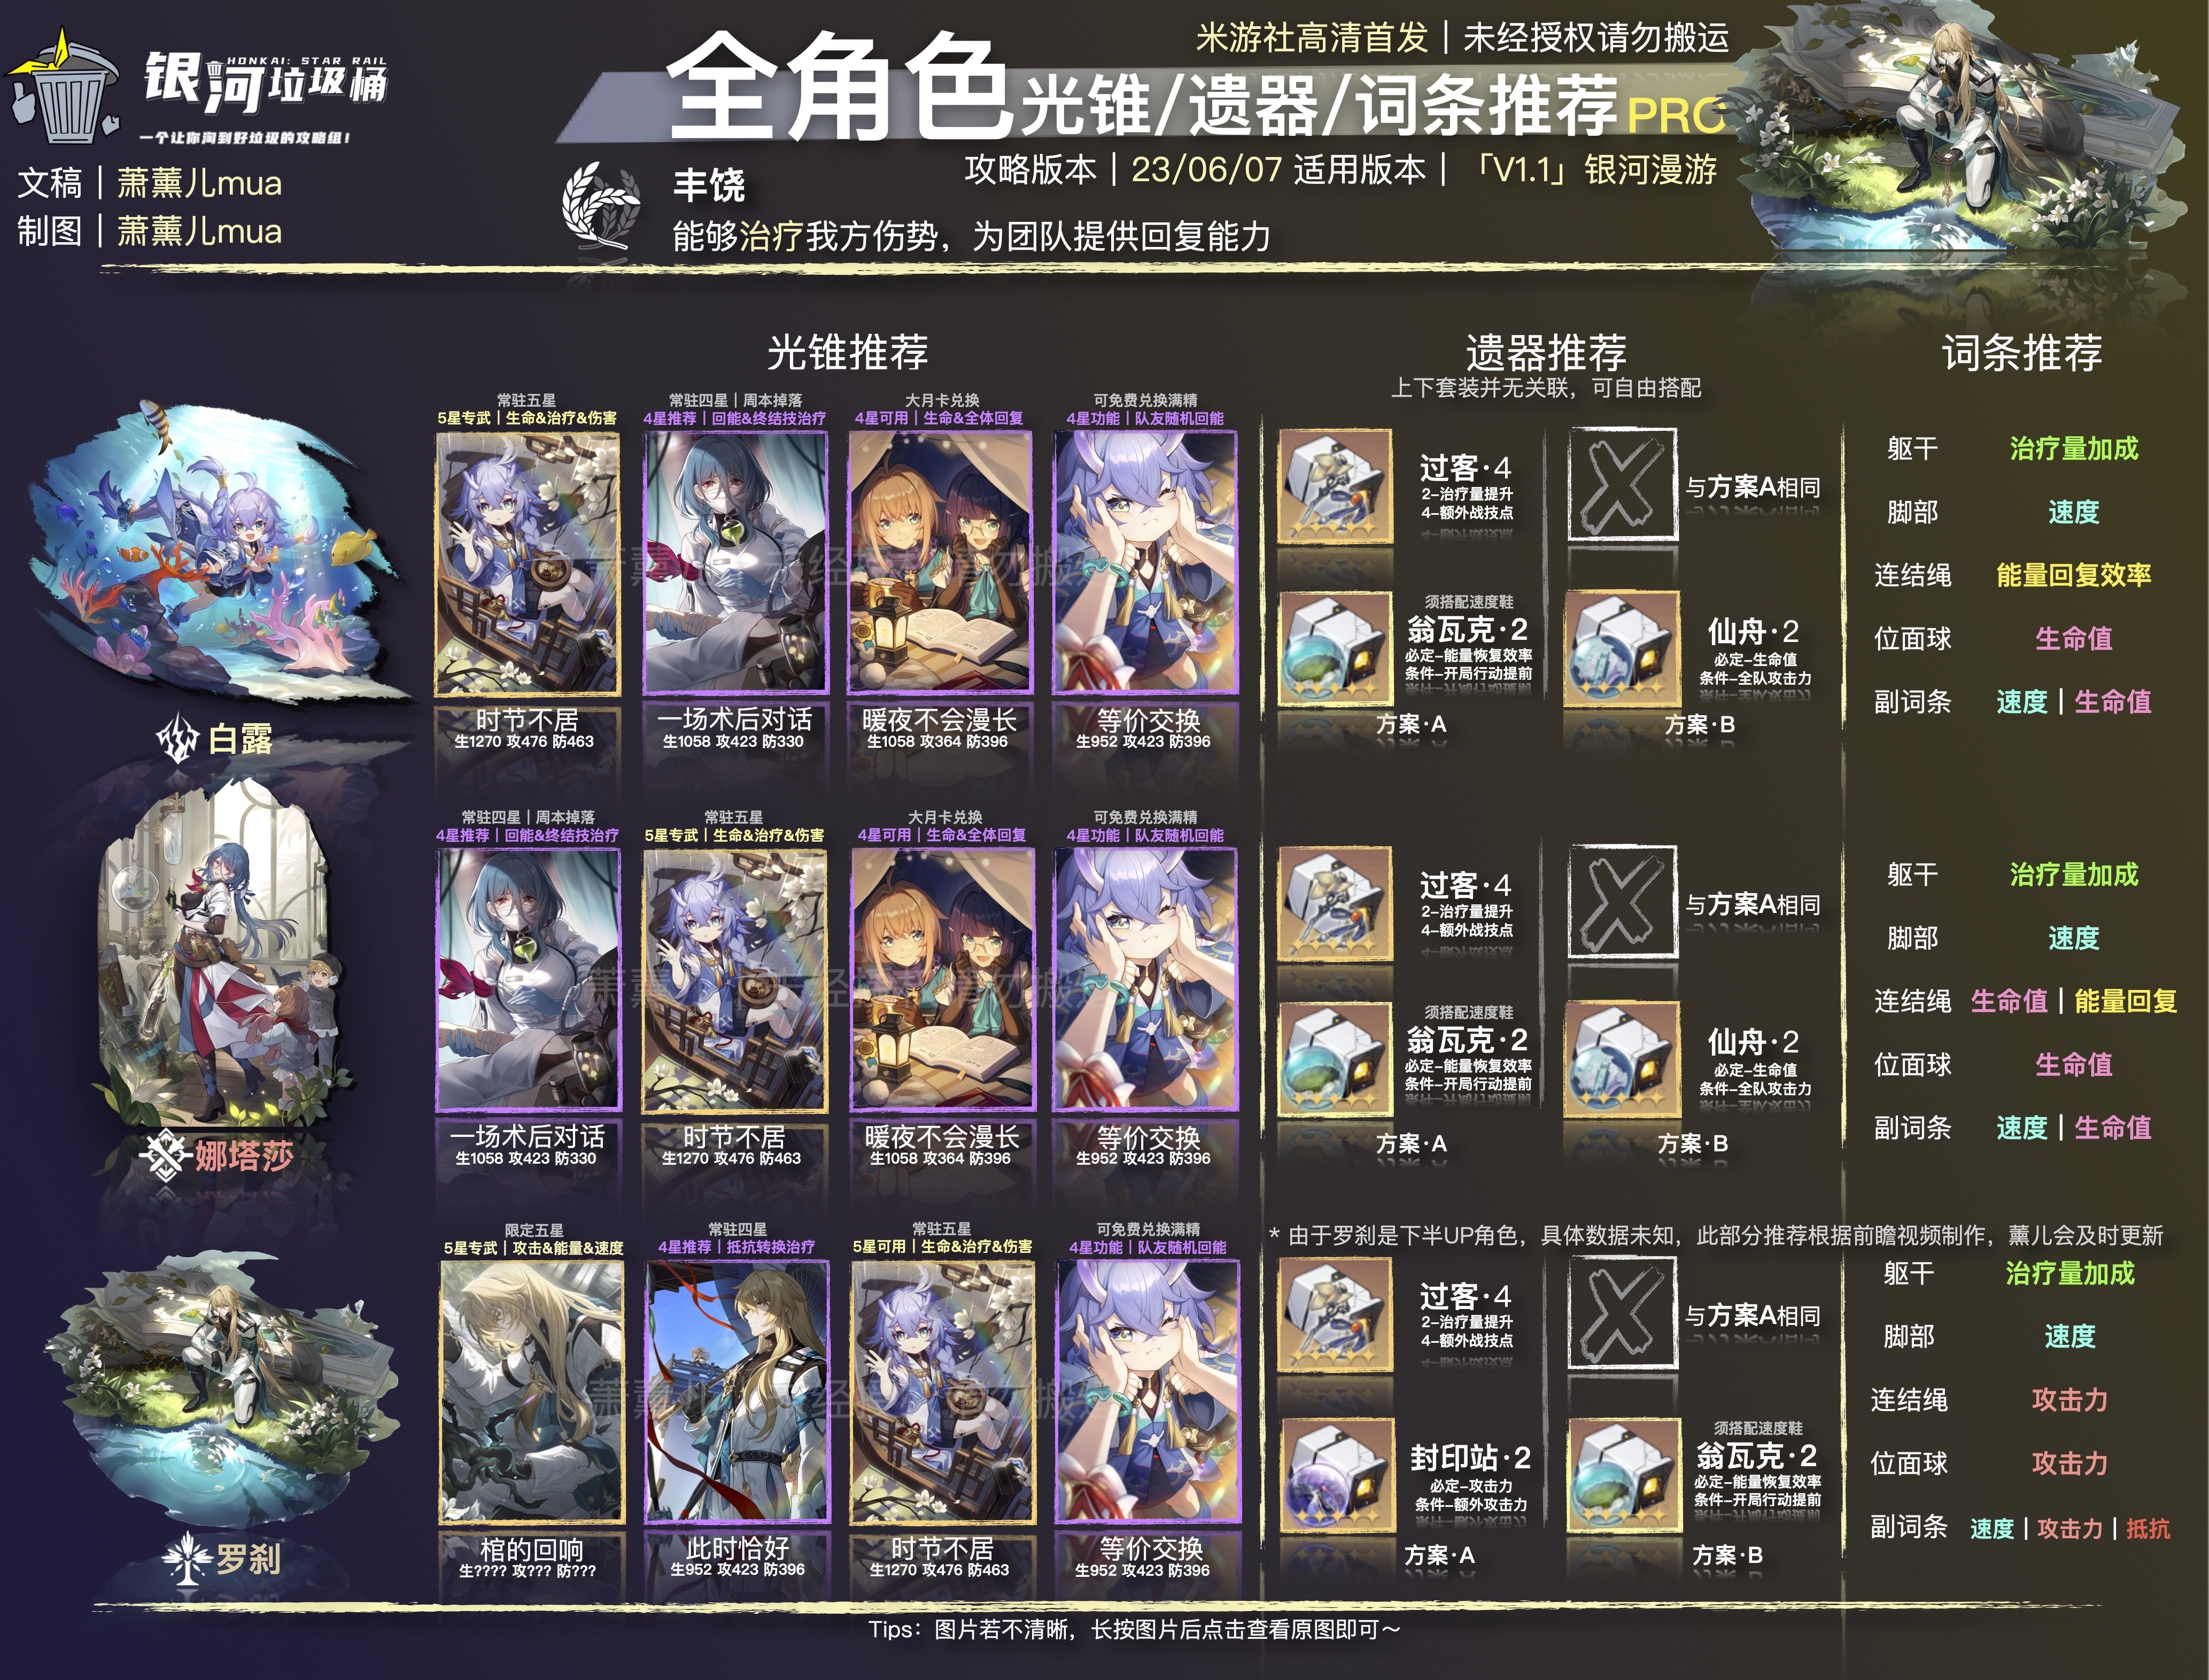 米游社高清首发｜未经授权请勿搬运
HONKAI: STAR RAIL
银河垃圾桶
一个让你淘到好垃圾的攻略组！
全角色光锥/遗器/词条推荐 PRO
文稿｜萧薰儿mua
制图｜萧薰儿mua
攻略版本｜23/06/07 适用版本｜「V1.1」银河漫游
丰饶
能够治疗我方伤势，为团队提供回复能力
光锥推荐
遗器推荐
上下套装并无关联，可自由搭配
词条推荐
白露
常驻五星
5星专武｜生命&治疗&伤害
时节不居
生1270 攻476 防463
常驻四星｜周本掉落
4星推荐｜回能&终结技治疗
一场术后对话
生1058 攻423 防330
大月卡兑换
4星可用｜生命&全体回复
暖夜不会漫长
生1058 攻364 防396
可免费兑换满精
4星功能｜队友随机回能
等价交换
生952 攻423 防396
过客·4
2-治疗量提升
4-额外战技点
须搭配速度鞋
翁瓦克·2
必定-能量恢复效率
条件-开局行动提前
方案·A
与方案A相同
仙舟·2
必定-生命值
条件-全队攻击力
方案·B
躯干 治疗量加成
脚部 速度
连结绳 能量回复效率
位面球 生命值
副词条 速度｜生命值
娜塔莎
常驻四星｜周本掉落
4星推荐｜回能&终结技治疗
一场术后对话
生1058 攻423 防330
常驻五星
5星专武｜生命&治疗&伤害
时节不居
生1270 攻476 防463
大月卡兑换
4星可用｜生命&全体回复
暖夜不会漫长
生1058 攻364 防396
可免费兑换满精
4星功能｜队友随机回能
等价交换
生952 攻423 防396
过客·4
2-治疗量提升
4-额外战技点
须搭配速度鞋
翁瓦克·2
必定-能量恢复效率
条件-开局行动提前
方案·A
与方案A相同
仙舟·2
必定-生命值
条件-全队攻击力
方案·B
躯干 治疗量加成
脚部 速度
连结绳 生命值｜能量回复
位面球 生命值
副词条 速度｜生命值
* 由于罗刹是下半UP角色，具体数据未知，此部分推荐根据前瞻视频制作，薰儿会及时更新
罗刹
限定五星
5星专武｜攻击&能量&速度
棺的回响
生???? 攻??? 防???
常驻四星
4星推荐｜抵抗转换治疗
此时恰好
生952 攻423 防396
常驻五星
5星可用｜生命&治疗&伤害
时节不居
生1270 攻476 防463
可免费兑换满精
4星功能｜队友随机回能
等价交换
生952 攻423 防396
过客·4
2-治疗量提升
4-额外战技点
封印站·2
必定-攻击力
条件-额外攻击力
方案·A
与方案A相同
须搭配速度鞋
翁瓦克·2
必定-能量恢复效率
条件-开局行动提前
方案·B
躯干 治疗量加成
脚部 速度
连结绳 攻击力
位面球 攻击力
副词条 速度｜攻击力｜抵抗
Tips：图片若不清晰，长按图片后点击查看原图即可～